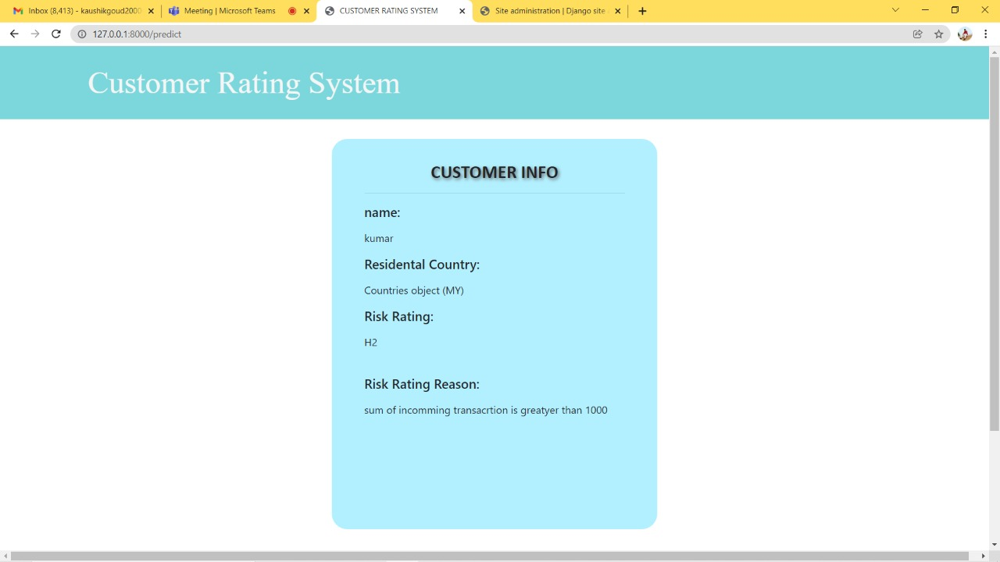 Inbox (8,413) - kaushikgoud2000
Meeting | Microsoft Teams
CUSTOMER RATING SYSTEM
Site administration | Django site
127.0.0.1:8000/predict
Customer Rating System
CUSTOMER INFO
name:
kumar
Residental Country:
Countries object (MY)
Risk Rating:
H2
Risk Rating Reason:
sum of incomming transacrtion is greatyer than 1000